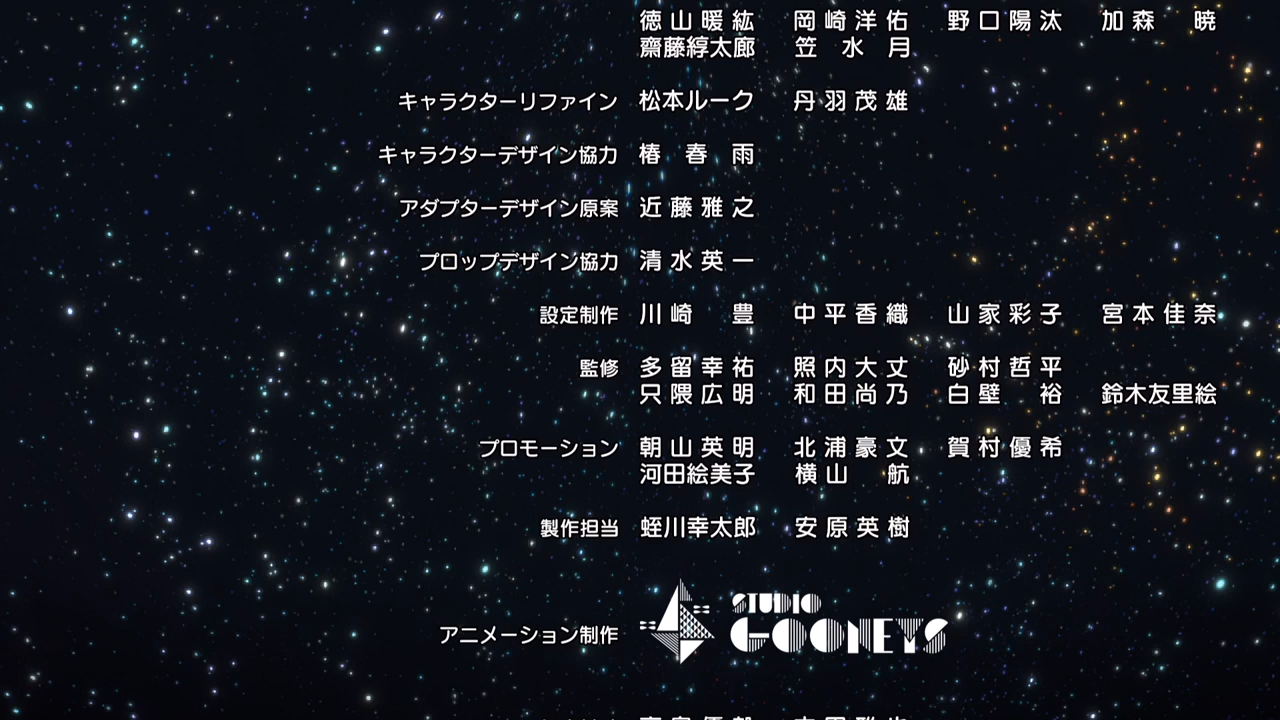 徳山暖紘 岡崎洋佑 野口陽汰 加森 暁
齋藤綧太廊 笠水月
キャラクターリファイン 松本ルーク 丹羽茂雄
キャラクターデザイン協力 椿春雨
アダプターデザイン原案 近藤雅之
プロップデザイン協力 清水英一
設定制作 川崎 豊 中平香織 山家彩子 宮本佳奈
監修 多留幸祐 照内大丈 砂村哲平
只隈広明 和田尚乃 白壁 裕 鈴木友里絵
プロモーション 朝山英明 北浦豪文 賀村優希
河田絵美子 横山 航
製作担当 蛭川幸太郎 安原英樹
アニメーション制作 STUDIO GOONEYS